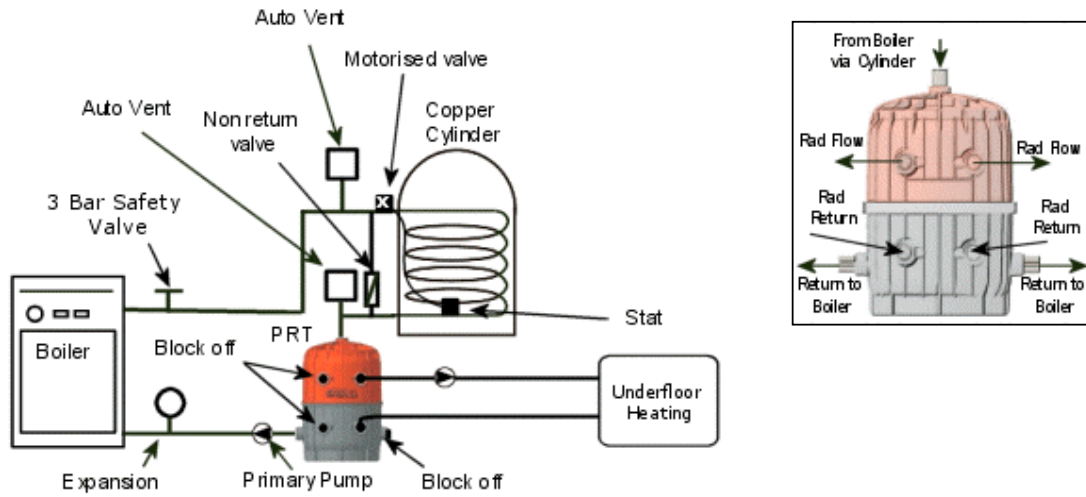 Auto Vent
Motorised valve
Auto Vent
Non return
valve
Copper
Cylinder
3 Bar Safety
Valve
Stat
PRT
Block off
Boiler
Underfloor
Heating
Expansion
Primary Pump
Block off
From Boiler
via Cylinder
Rad Flow
Rad Flow
Rad
Return
Rad
Return
Return to
Boiler
Return to
Boiler